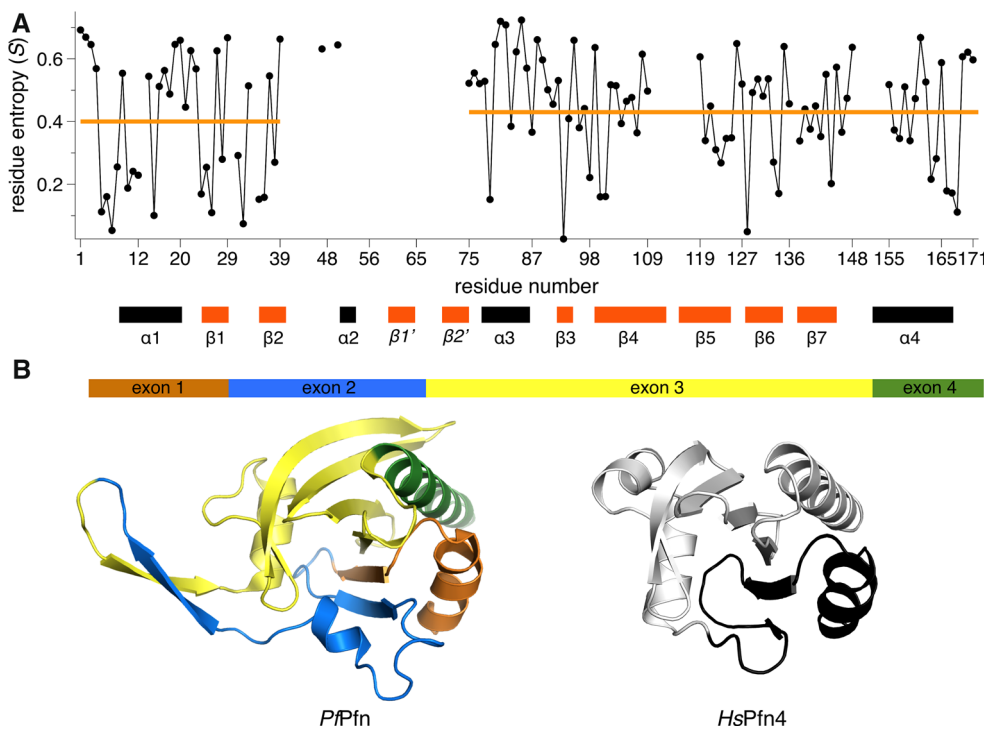 A
residue entropy (S)
0.6
0.4
0.2
1 12 20 29 39 48 56 65 75 87 98 109 119 127 136 148 155 165 171
residue number
α1 β1 β2 α2 β1’ β2’ α3 β3 β4 β5 β6 β7 α4
B
exon 1 exon 2 exon 3 exon 4
PfPfn HsPfn4